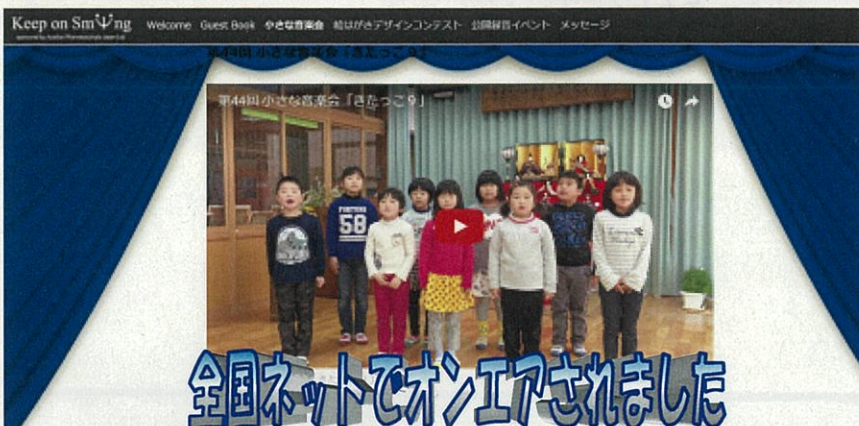 Keep on Smiling
Welcome Guest Book 小さな音楽会 絵はがきデザインコンテスト 公開録音イベント メッセージ
第44回 小さな音楽会「きたっこ9」
第44回 小さな音楽会「きたっこ9」
FORTUNE
58
全国ネットでオンエアされました